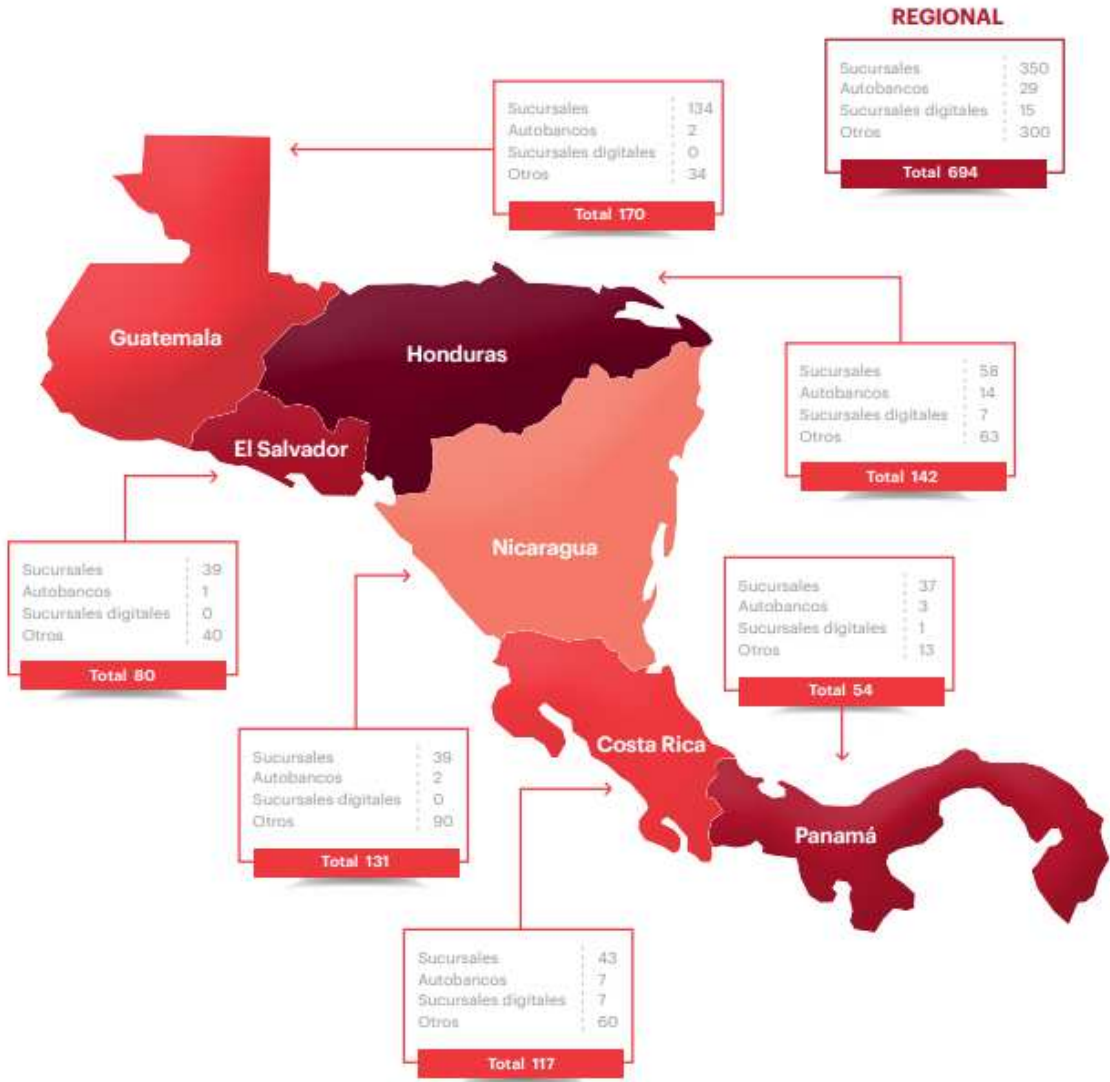 REGIONAL
Sucursales 350
Autobancos 29
Sucursales digitales 15
Otros 300
Total 694
Sucursales 134
Autobancos 2
Sucursales digitales 0
Otros 34
Total 170
Guatemala
Honduras
Sucursales 58
Autobancos 14
Sucursales digitales 7
Otros 63
Total 142
El Salvador
Nicaragua
Sucursales 39
Autobancos 1
Sucursales digitales 0
Otros 40
Total 80
Sucursales 37
Autobancos 3
Sucursales digitales 1
Otros 13
Total 54
Costa Rica
Sucursales 39
Autobancos 2
Sucursales digitales 0
Otros 90
Total 131
Panamá
Sucursales 43
Autobancos 7
Sucursales digitales 7
Otros 60
Total 117